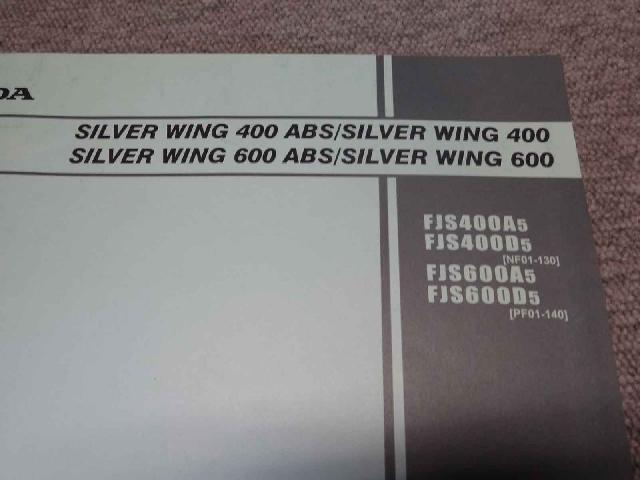 DA
SILVER WING 400 ABS/SILVER WING 400
SILVER WING 600 ABS/SILVER WING 600
FJS400A5
FJS400D5
[NF01-130]
FJS600A5
FJS600D5
[PF01-140]